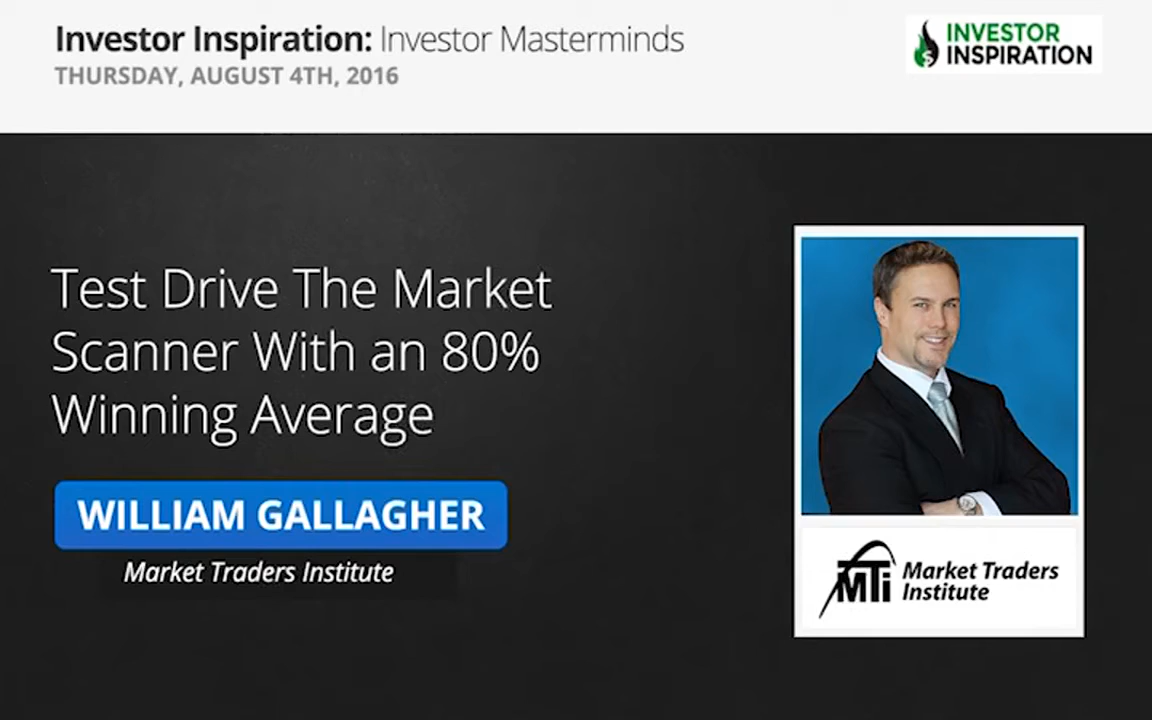 Investor Inspiration: Investor Masterminds
THURSDAY, AUGUST 4TH, 2016
INVESTOR
INSPIRATION
$
Test Drive The Market
Scanner With an 80%
Winning Average
WILLIAM GALLAGHER
Market Traders Institute
MTi
Market Traders
Institute